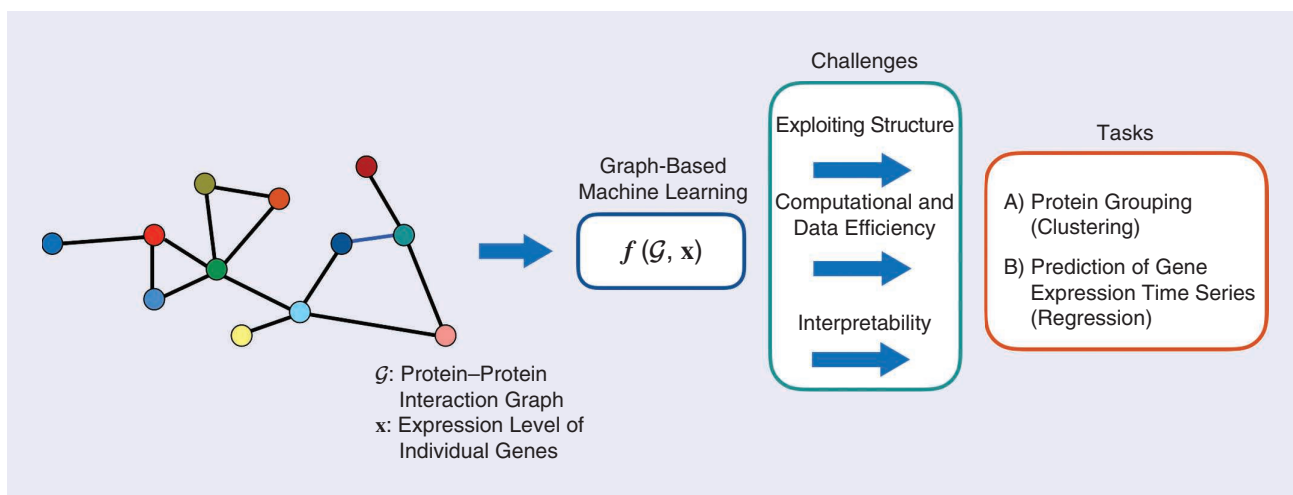 𝒢: Protein–Protein
Interaction Graph
x: Expression Level of
Individual Genes
Graph-Based
Machine Learning
f (𝒢, x)
Challenges
Exploiting Structure
Computational and
Data Efficiency
Interpretability
Tasks
A) Protein Grouping
(Clustering)
B) Prediction of Gene
Expression Time Series
(Regression)